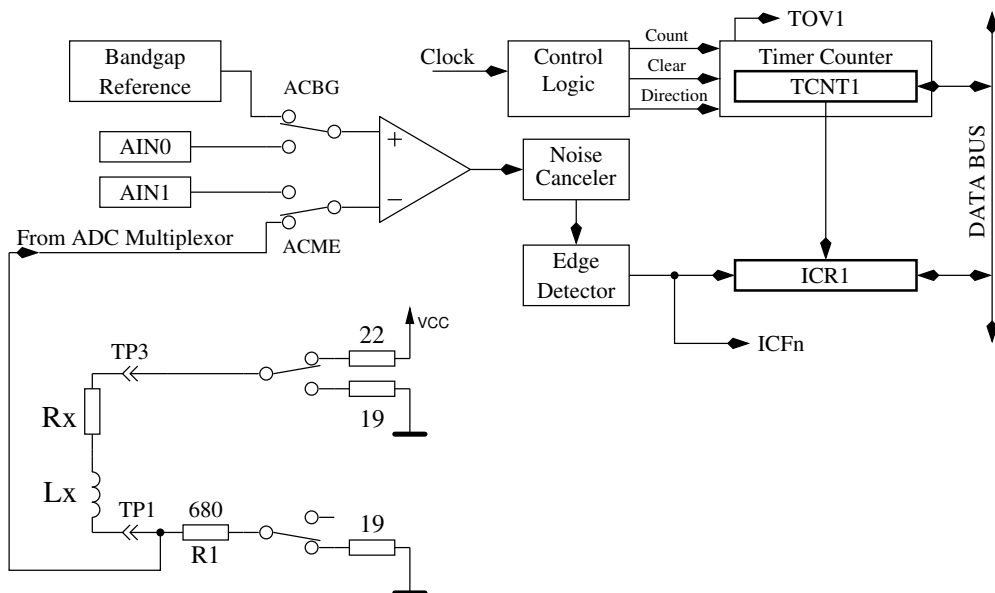 TOV1
Bandgap
Reference
Clock
Control
Logic
Count
Clear
Direction
Timer Counter
TCNT1
ACBG
AIN0
AIN1
+
−
Noise
Canceler
DATA BUS
From ADC Multiplexor
ACME
Edge
Detector
ICR1
ICFn
VCC
22
TP3
19
Rx
Lx
TP1
680
R1
19